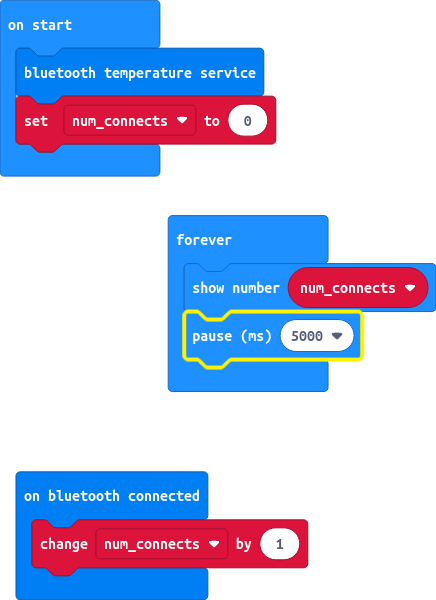 on start
bluetooth temperature service
set num_connects to 0
forever
show number num_connects
pause (ms) 5000
on bluetooth connected
change num_connects by 1